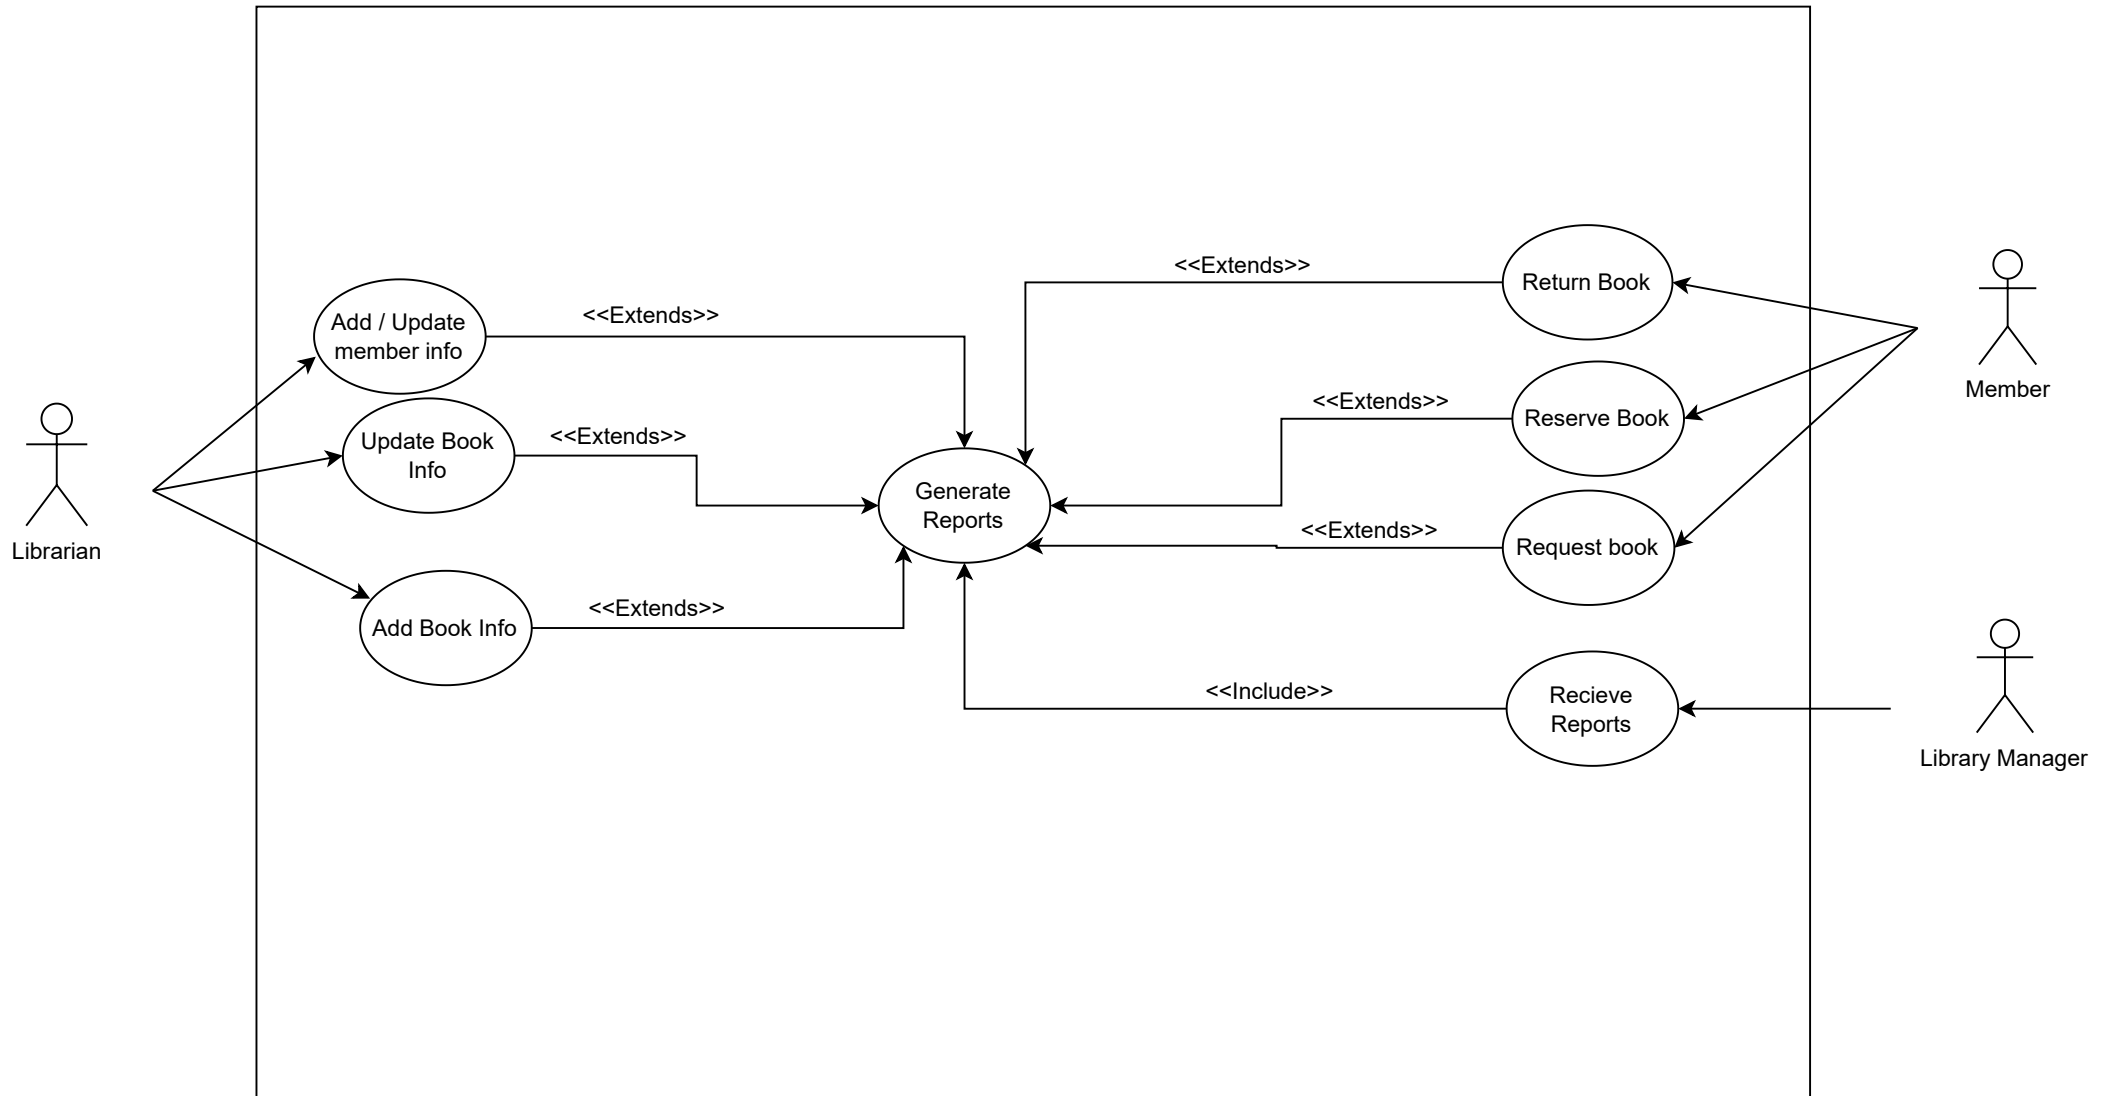 <<Extends>>
Return Book
Add / Update
member info
<<Extends>>
Member
<<Extends>>
Reserve Book
Update Book
Info
<<Extends>>
Generate
Reports
<<Extends>>
Request book
Librarian
Add Book Info
<<Extends>>
<<Include>>
Recieve
Reports
Library Manager